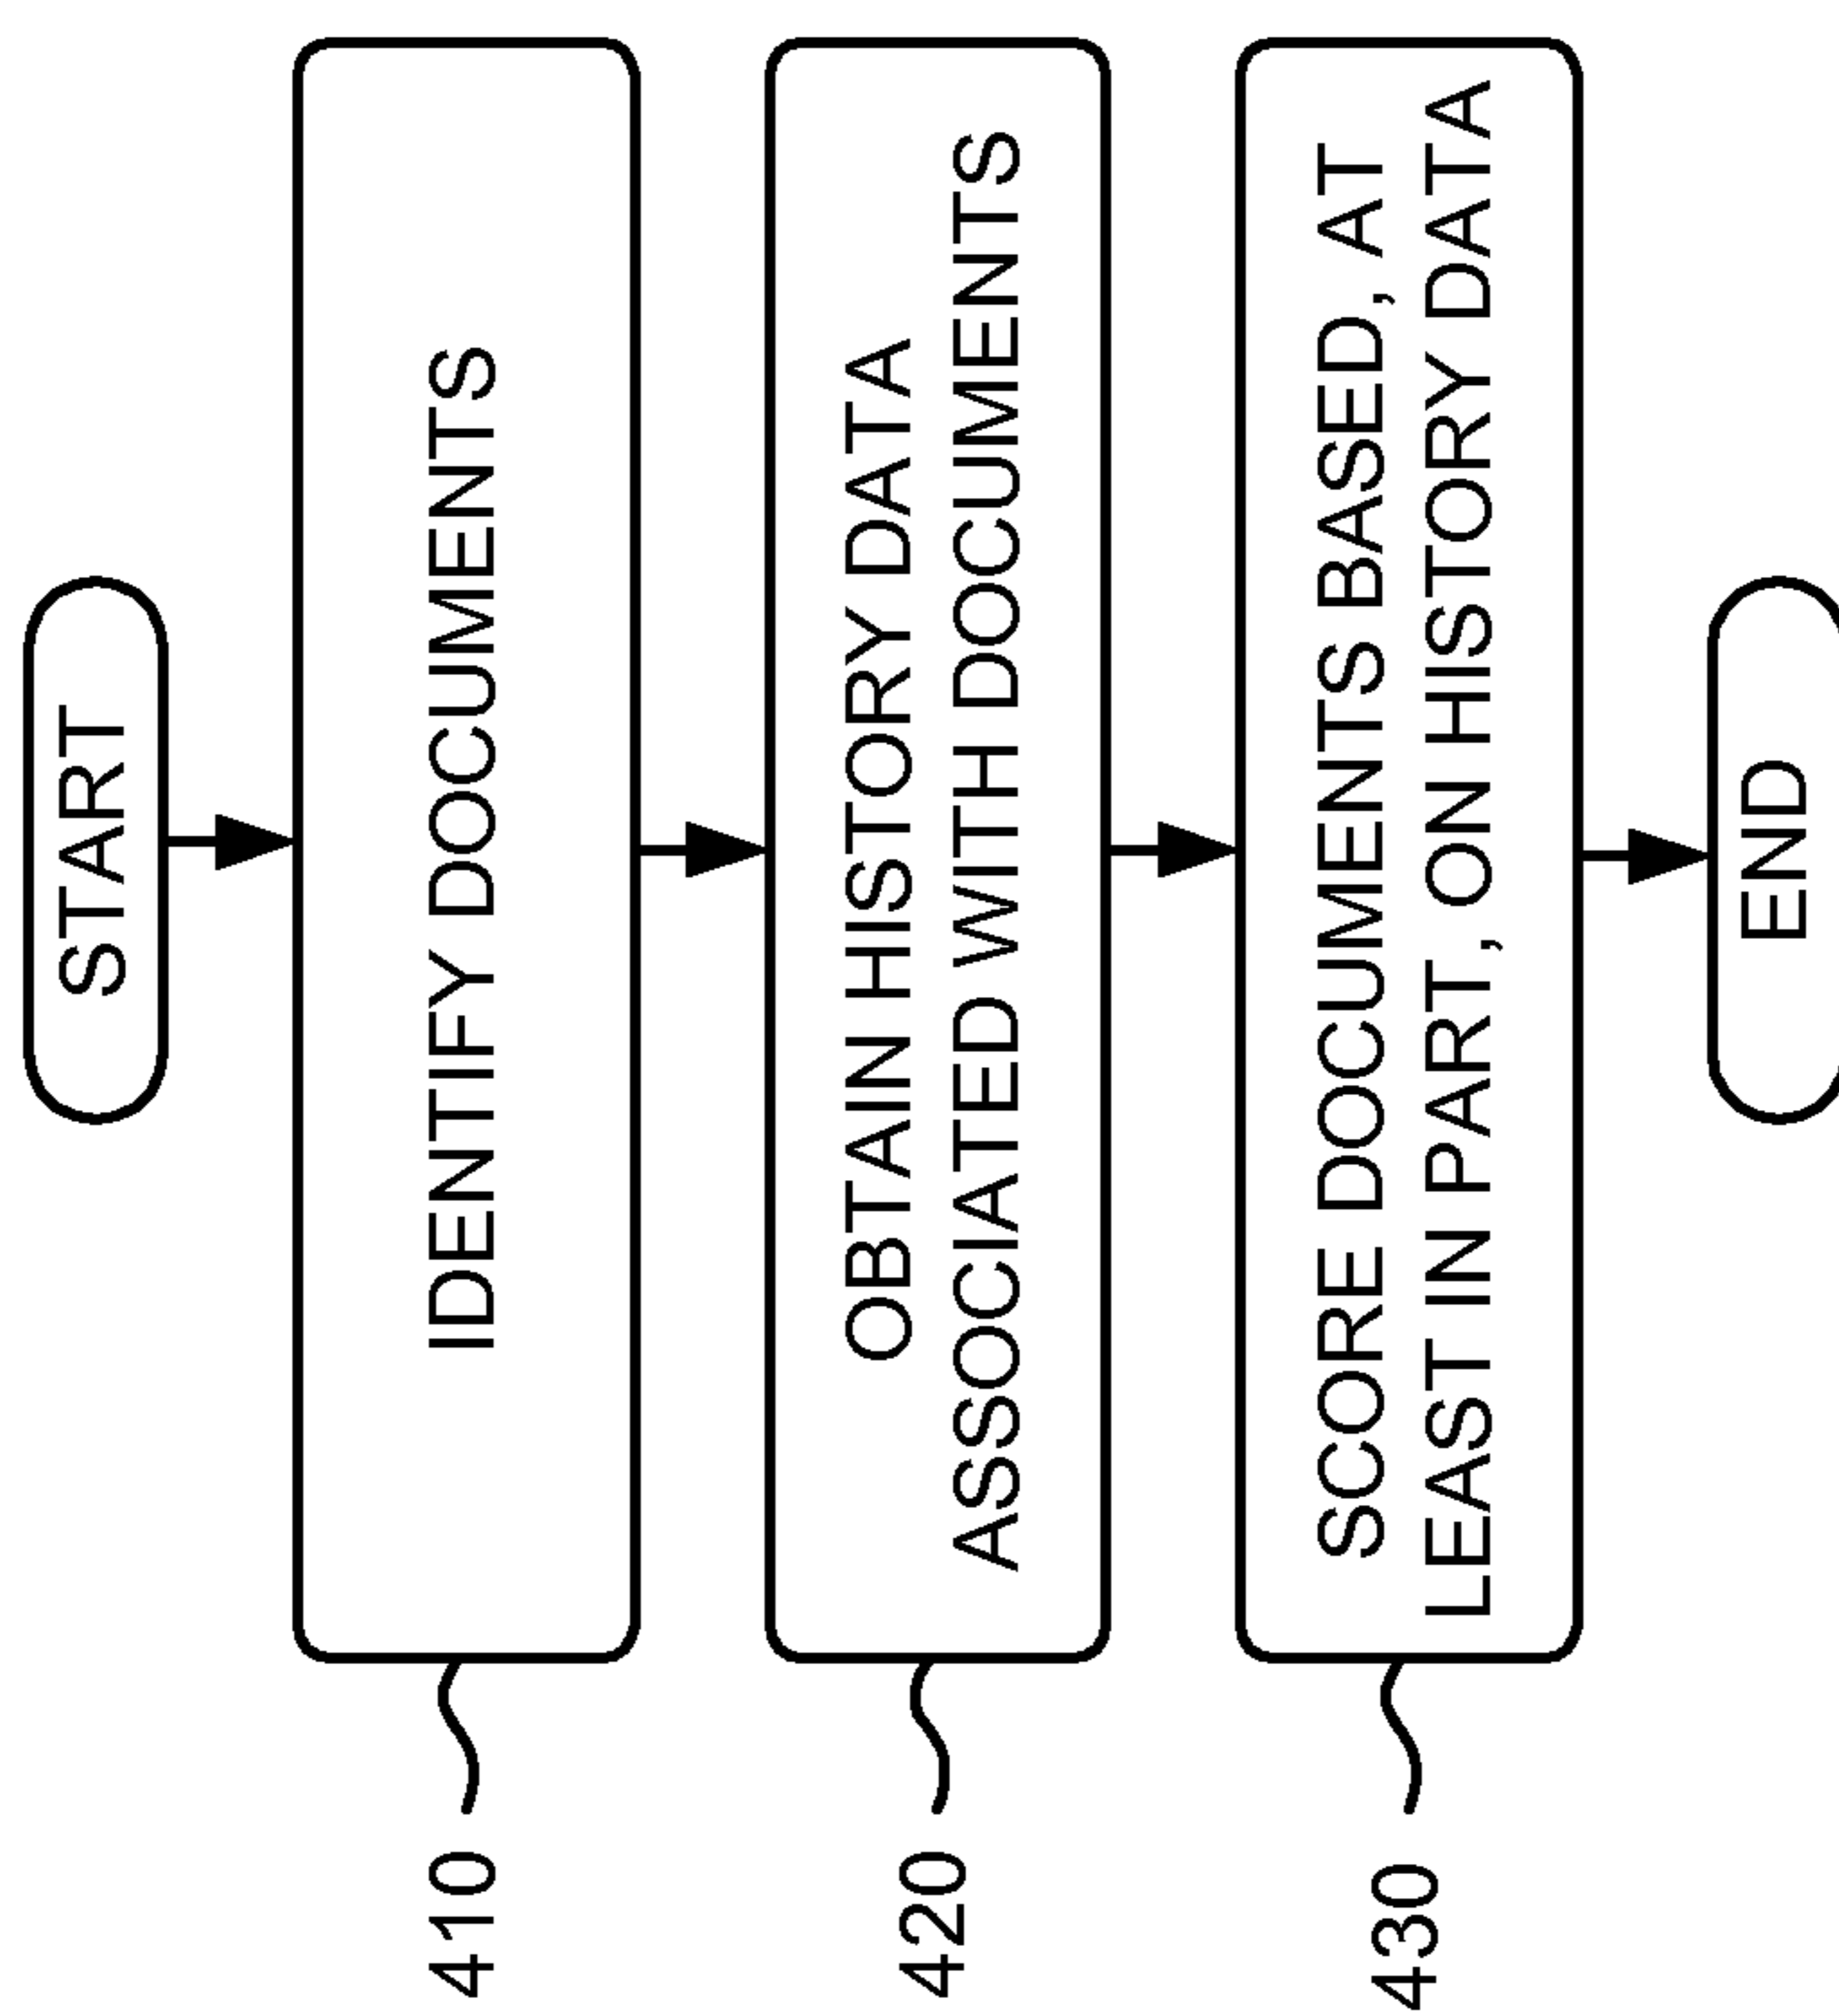 START
410
IDENTIFY DOCUMENTS
420
OBTAIN HISTORY DATA
ASSOCIATED WITH DOCUMENTS
430
SCORE DOCUMENTS BASED, AT
LEAST IN PART, ON HISTORY DATA
END